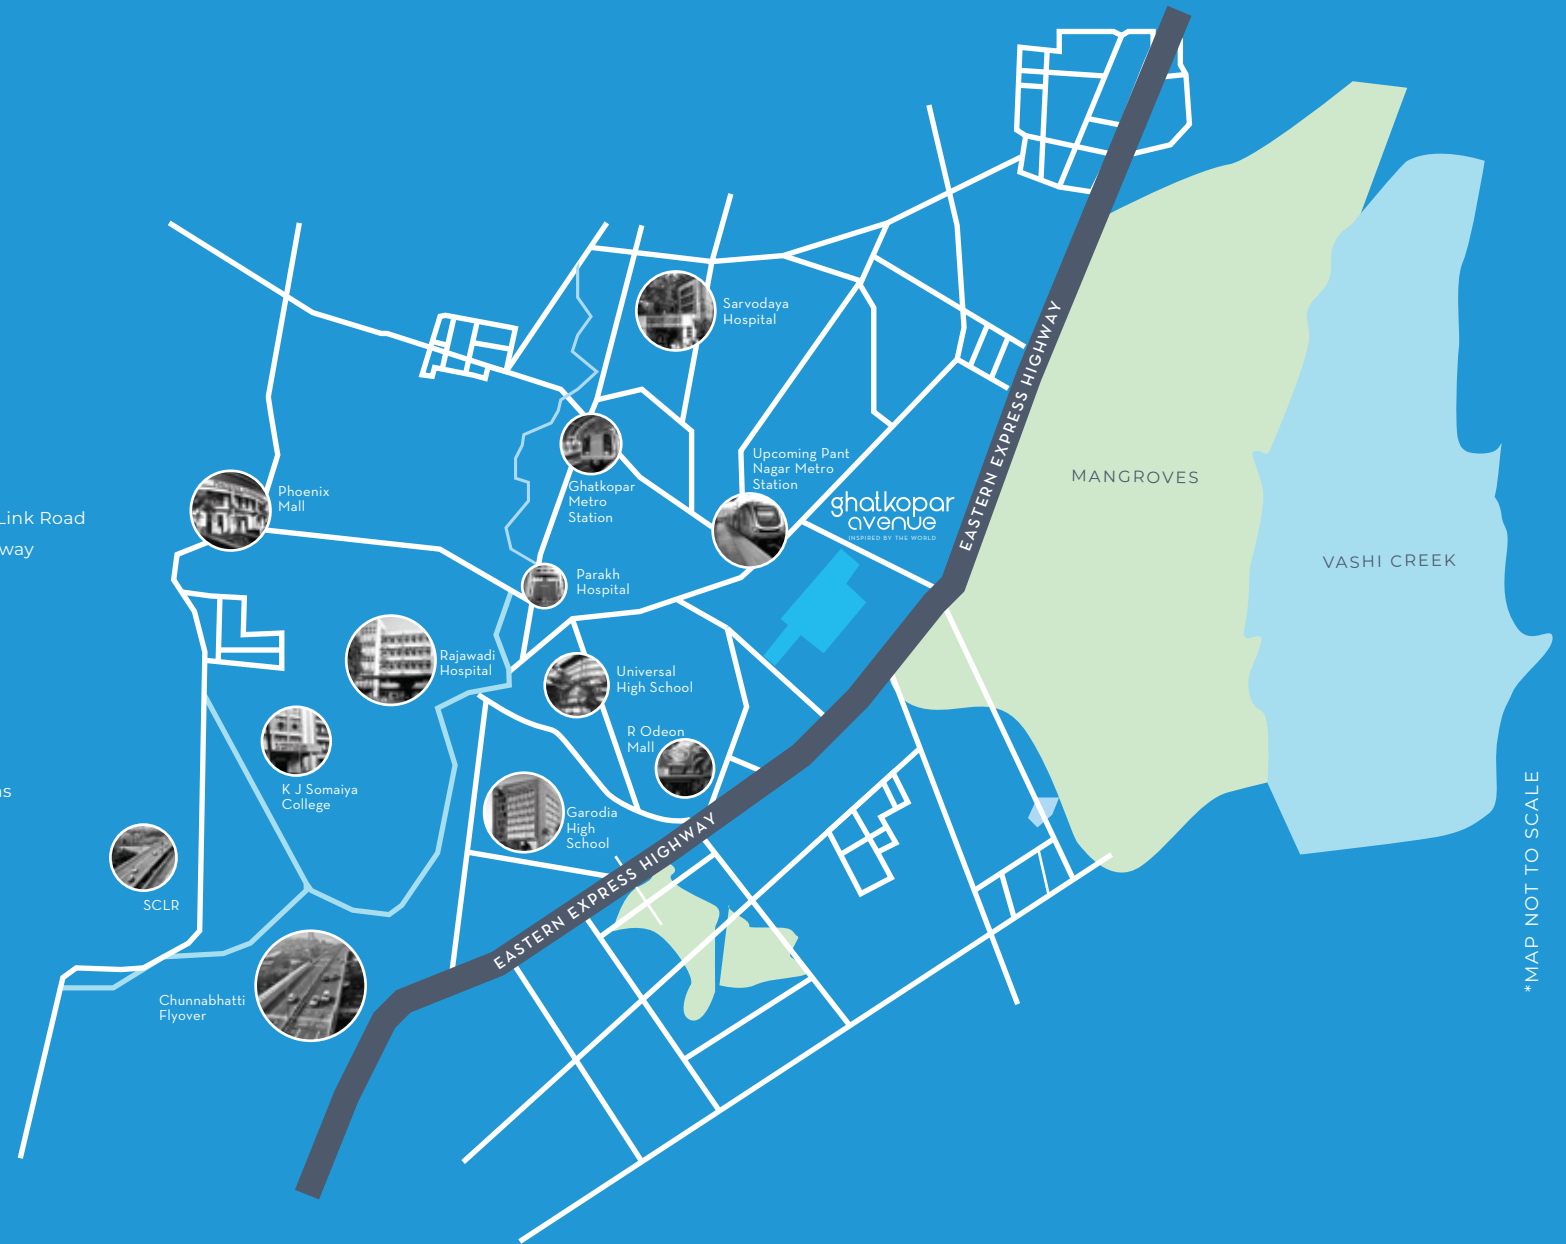 Link Road
way
ns
Sarvodaya
Hospital
Upcoming Pant
Nagar Metro
Station
Phoenix
Mall
Ghatkopar
Metro
Station
ghatkopar
avenue
INSPIRED BY THE WORLD
EASTERN EXPRESS HIGHWAY
MANGROVES
VASHI CREEK
Parakh
Hospital
Rajawadi
Hospital
Universal
High School
R Odeon
Mall
K J Somaiya
College
Garodia
High
School
EASTERN EXPRESS HIGHWAY
SCLR
Chunnabhatti
Flyover
*MAP NOT TO SCALE